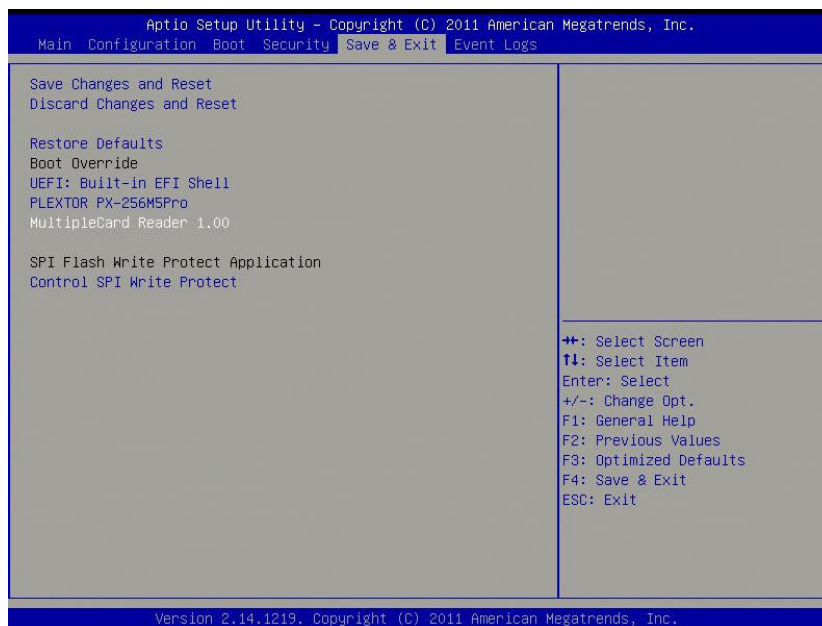 Aptio Setup Utility – Copyright (C) 2011 American Megatrends, Inc.
Main Configuration Boot Security Save & Exit Event Logs
Save Changes and Reset
Discard Changes and Reset
Restore Defaults
Boot Override
UEFI: Built-in EFI Shell
PLEXTOR PX-256M5Pro
MultipleCard Reader 1.00
SPI Flash Write Protect Application
Control SPI Write Protect
→←: Select Screen
↑↓: Select Item
Enter: Select
+/-: Change Opt.
F1: General Help
F2: Previous Values
F3: Optimized Defaults
F4: Save & Exit
ESC: Exit
Version 2.14.1219. Copyright (C) 2011 American Megatrends, Inc.